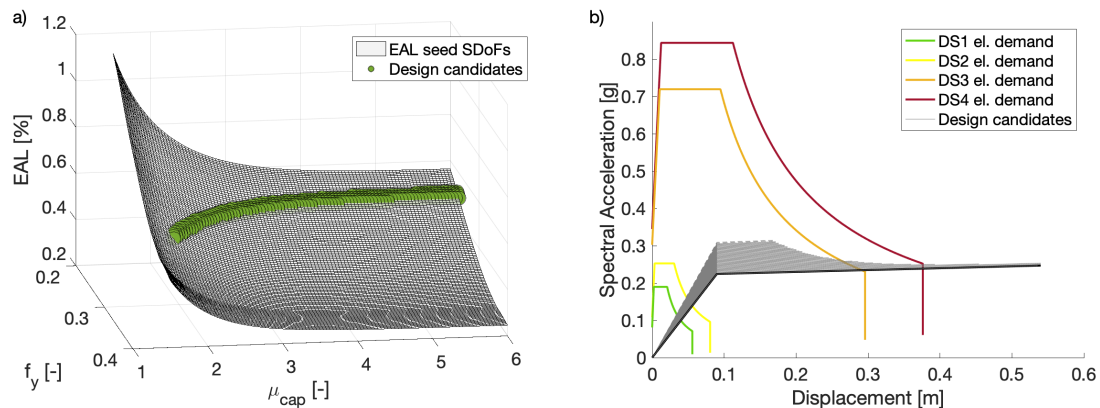 a)
EAL seed SDoFs
Design candidates
1.2
1
0.8
0.6
0.4
0.2
EAL [%]
0.2
0.3
0.4
f_y [-]
1
2
3
4
5
6
μ_cap [-]
b)
DS1 el. demand
DS2 el. demand
DS3 el. demand
DS4 el. demand
Design candidates
0.8
0.7
0.6
0.5
0.4
0.3
0.2
0.1
0
Spectral Acceleration [g]
0
0.1
0.2
0.3
0.4
0.5
0.6
Displacement [m]